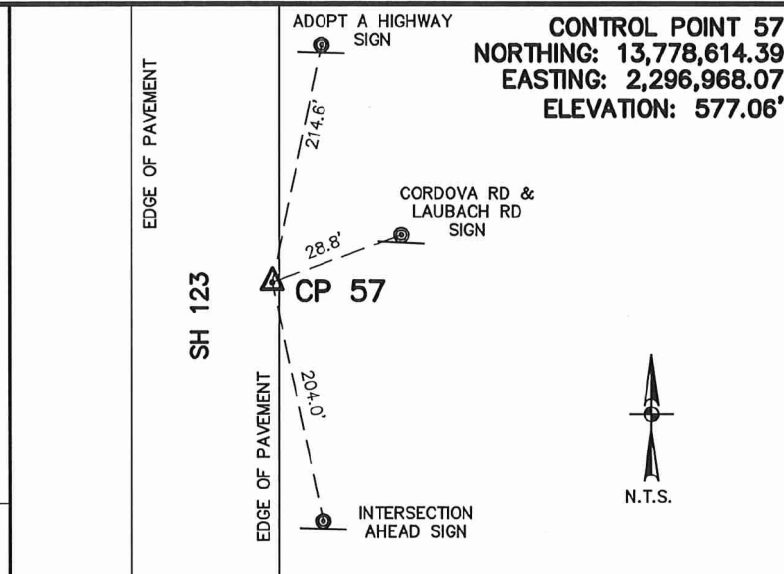 ADOPT A HIGHWAY
SIGN
CONTROL POINT 57
NORTHING: 13,778,614.39
EASTING: 2,296,968.07
ELEVATION: 577.06'
EDGE OF PAVEMENT
214.6'
CORDOVA RD &
LAUBACH RD
SIGN
28.8'
CP 57
SH 123
204.0'
EDGE OF PAVEMENT
INTERSECTION
AHEAD SIGN
N.T.S.